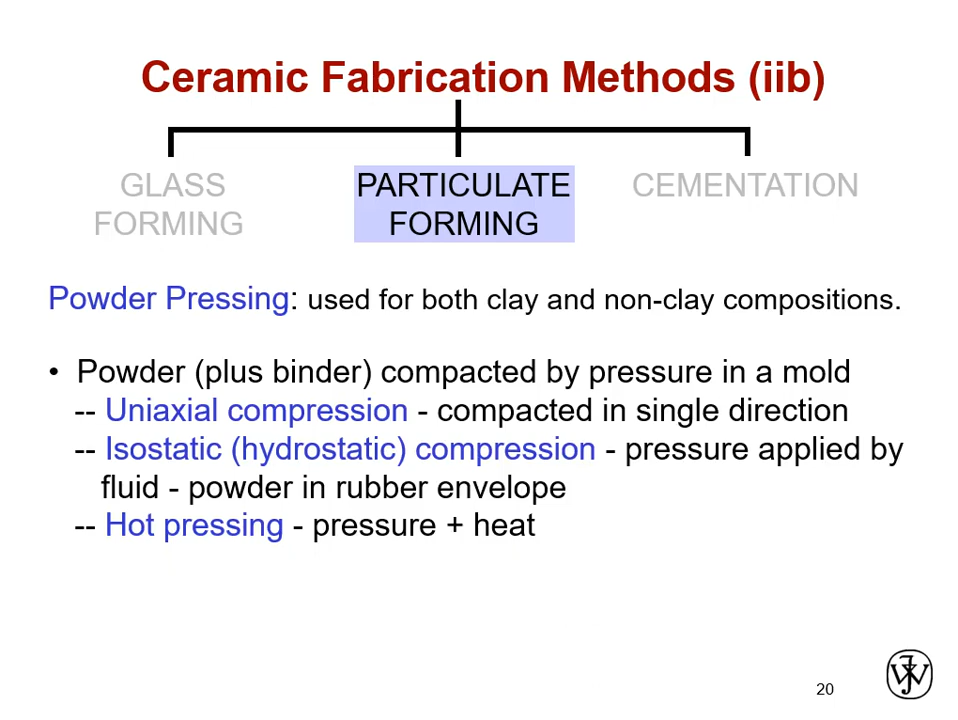 Ceramic Fabrication Methods (iib)
GLASS
FORMING
PARTICULATE
FORMING
CEMENTATION
Powder Pressing: used for both clay and non-clay compositions.
• Powder (plus binder) compacted by pressure in a mold
-- Uniaxial compression - compacted in single direction
-- Isostatic (hydrostatic) compression - pressure applied by
fluid - powder in rubber envelope
-- Hot pressing - pressure + heat
20
JW